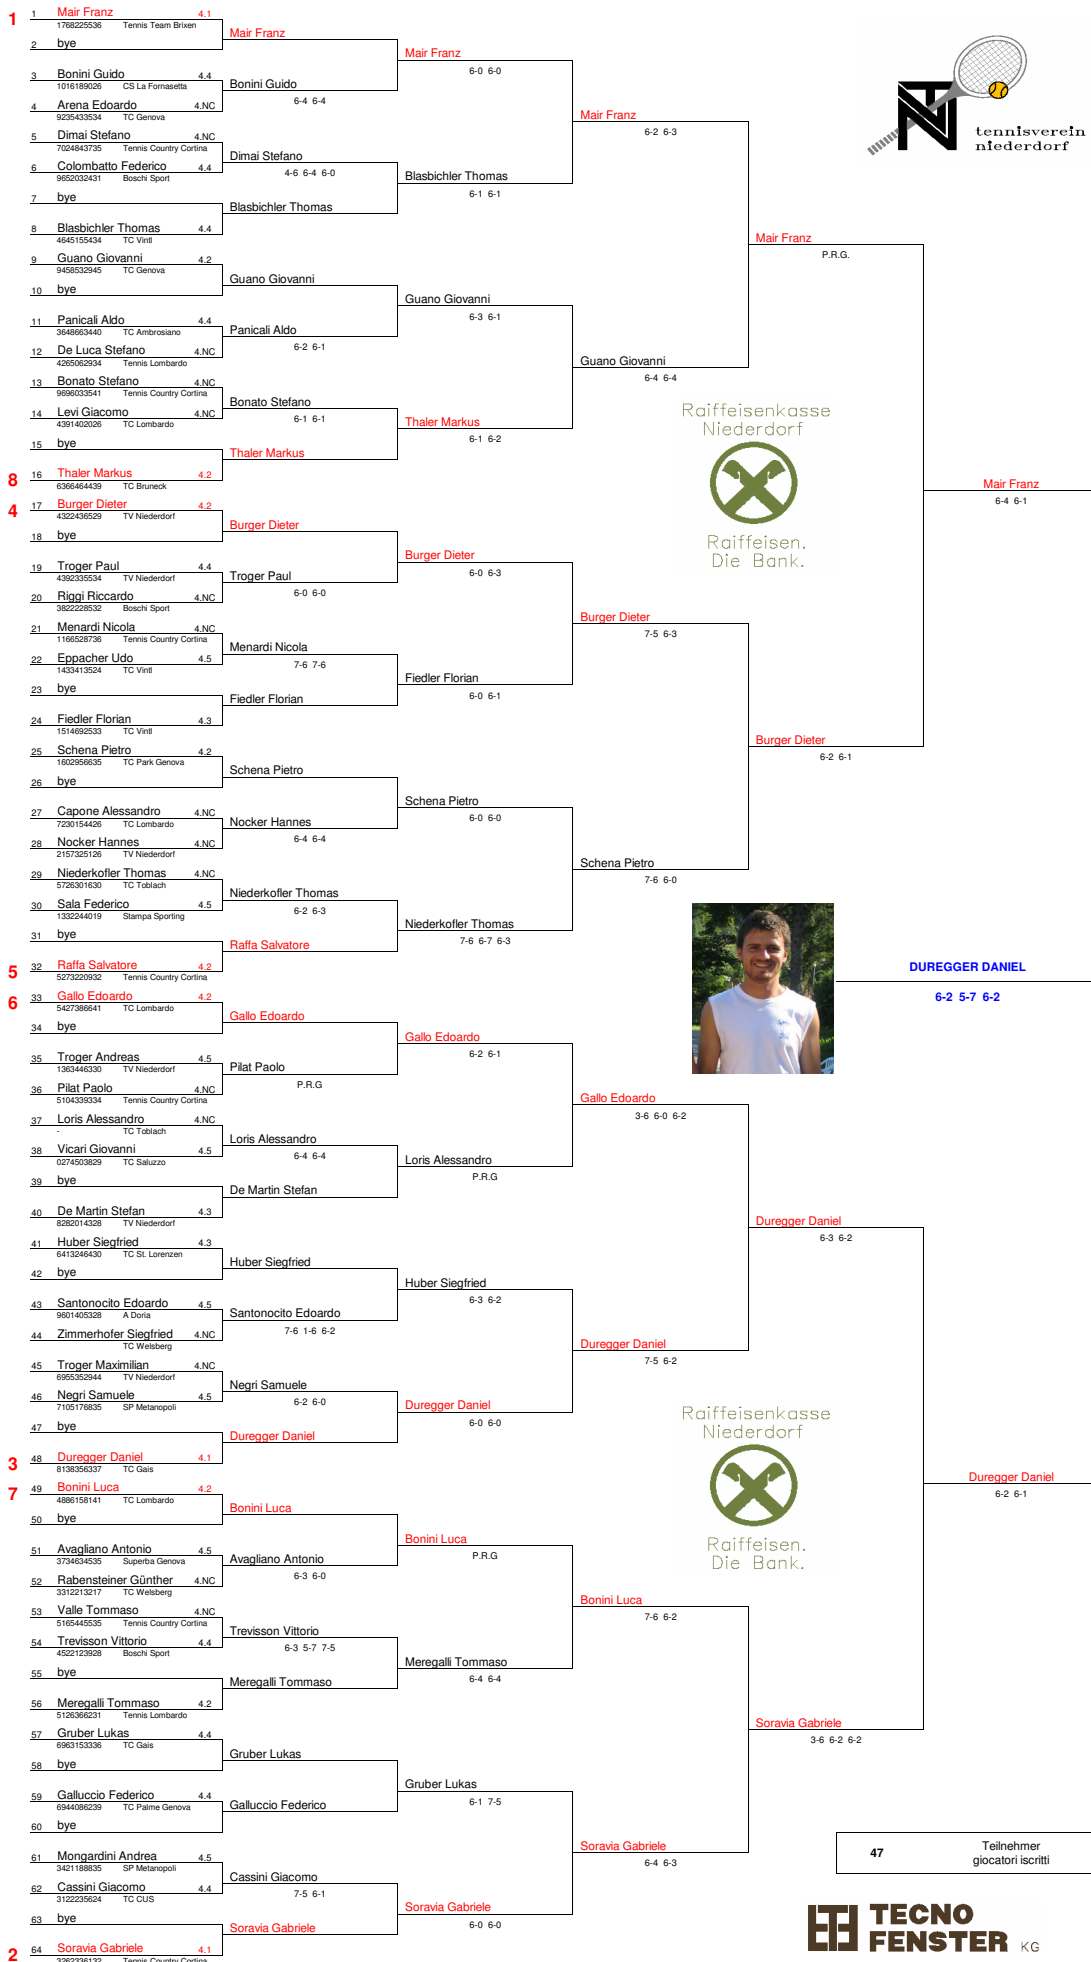 1 1 Mair Franz 4.1
1768225536 Tennis Team Brixen
2 bye
3 Bonini Guido 4.4
1016189026 CS La Fornasetta
4 Arena Edoardo 4.NC
9235433534 TC Genova
5 Dimai Stefano 4.NC
7024843735 Tennis Country Cortina
6 Colombatto Federico 4.4
9652032431 Boschi Sport
7 bye
8 Blasbichler Thomas 4.4
4645155434 TC Vintl
9 Guano Giovanni 4.2
9458532945 TC Genova
10 bye
11 Panicali Aldo 4.4
3648663440 TC Ambrosiano
12 De Luca Stefano 4.NC
4265062934 Tennis Lombardo
13 Bonato Stefano 4.NC
9696033541 Tennis Country Cortina
14 Levi Giacomo 4.NC
4391402026 TC Lombardo
15 bye
8 16 Thaler Markus 4.2
6366464439 TC Bruneck
4 17 Burger Dieter 4.2
4322436529 TV Niederdorf
18 bye
19 Troger Paul 4.4
4392335534 TV Niederdorf
20 Riggi Riccardo 4.NC
3822228532 Boschi Sport
21 Menardi Nicola 4.NC
1166528736 Tennis Country Cortina
22 Eppacher Udo 4.5
1433413524 TC Vintl
23 bye
24 Fiedler Florian 4.3
1514692533 TC Vintl
25 Schena Pietro 4.2
1602956635 TC Park Genova
26 bye
27 Capone Alessandro 4.NC
7230154426 TC Lombardo
28 Nocker Hannes 4.NC
2157325126 TV Niederdorf
29 Niederkofler Thomas 4.NC
5726301630 TC Toblach
30 Sala Federico 4.5
1332244019 Stampa Sporting
31 bye
5 32 Raffa Salvatore 4.2
5273220932 Tennis Country Cortina
6 33 Gallo Edoardo 4.2
5427386641 TC Lombardo
34 bye
35 Troger Andreas 4.5
1363446330 TV Niederdorf
36 Pilat Paolo 4.NC
5104339334 Tennis Country Cortina
37 Loris Alessandro 4.NC
- TC Toblach
38 Vicari Giovanni 4.5
0274503829 TC Saluzzo
39 bye
40 De Martin Stefan 4.3
8282014328 TV Niederdorf
41 Huber Siegfried 4.3
6413246430 TC St. Lorenzen
42 bye
43 Santonocito Edoardo 4.5
9601405328 A Doria
44 Zimmerhofer Siegfried 4.NC
TC Welsberg
45 Troger Maximilian 4.NC
6955352944 TV Niederdorf
46 Negri Samuele 4.5
7105176835 SP Metanopoli
47 bye
3 48 Duregger Daniel 4.1
8138356337 TC Gais
7 49 Bonini Luca 4.2
4886158141 TC Lombardo
50 bye
51 Avagliano Antonio 4.5
3734634535 Superba Genova
52 Rabensteiner Günther 4.NC
3312213217 TC Welsberg
53 Valle Tommaso 4.NC
5165445535 Tennis Country Cortina
54 Trevisson Vittorio 4.4
4522123928 Boschi Sport
55 bye
56 Meregalli Tommaso 4.2
5126366231 Tennis Lombardo
57 Gruber Lukas 4.4
6963153336 TC Gais
58 bye
59 Galluccio Federico 4.4
6944086239 TC Palme Genova
60 bye
61 Mongardini Andrea 4.5
3421188835 SP Metanopoli
62 Cassini Giacomo 4.4
3122235624 TC CUS
63 bye
2 64 Soravia Gabriele 4.1
3262336132 Tennis Country Cortina
Mair Franz
Bonini Guido
6-4 6-4
Dimai Stefano
4-6 6-4 6-0
Blasbichler Thomas
Guano Giovanni
Panicali Aldo
6-2 6-1
Bonato Stefano
6-1 6-1
Thaler Markus
Burger Dieter
Troger Paul
6-0 6-0
Menardi Nicola
7-6 7-6
Fiedler Florian
Schena Pietro
Nocker Hannes
6-4 6-4
Niederkofler Thomas
6-2 6-3
Raffa Salvatore
Gallo Edoardo
Pilat Paolo
P.R.G
Loris Alessandro
6-4 6-4
De Martin Stefan
Huber Siegfried
Santonocito Edoardo
7-6 1-6 6-2
Negri Samuele
6-2 6-0
Duregger Daniel
Bonini Luca
Avagliano Antonio
6-3 6-0
Trevisson Vittorio
6-3 5-7 7-5
Meregalli Tommaso
Gruber Lukas
Galluccio Federico
Cassini Giacomo
7-5 6-1
Soravia Gabriele
Mair Franz
6-0 6-0
Blasbichler Thomas
6-1 6-1
Guano Giovanni
6-3 6-1
Thaler Markus
6-1 6-2
Burger Dieter
6-0 6-3
Fiedler Florian
6-0 6-1
Schena Pietro
6-0 6-0
Niederkofler Thomas
7-6 6-7 6-3
Gallo Edoardo
6-2 6-1
Loris Alessandro
P.R.G
Huber Siegfried
6-3 6-2
Duregger Daniel
6-0 6-0
Bonini Luca
P.R.G
Meregalli Tommaso
6-4 6-4
Gruber Lukas
6-1 7-5
Soravia Gabriele
6-0 6-0
Mair Franz
6-2 6-3
Guano Giovanni
6-4 6-4
Burger Dieter
7-5 6-3
Schena Pietro
7-6 6-0
Gallo Edoardo
3-6 6-0 6-2
Duregger Daniel
7-5 6-2
Bonini Luca
7-6 6-2
Soravia Gabriele
6-4 6-3
Mair Franz
P.R.G.
Burger Dieter
6-2 6-1
Duregger Daniel
6-3 6-2
Soravia Gabriele
3-6 6-2 6-2
Mair Franz
6-4 6-1
Duregger Daniel
6-2 6-1
DUREGGER DANIEL
6-2 5-7 6-2
TN
tennisverein
niederdorf
Raiffeisenkasse
Niederdorf
Raiffeisen.
Die Bank.
Raiffeisenkasse
Niederdorf
Raiffeisen.
Die Bank.
47 Teilnehmer
giocatori iscritti
TECNO
FENSTER KG